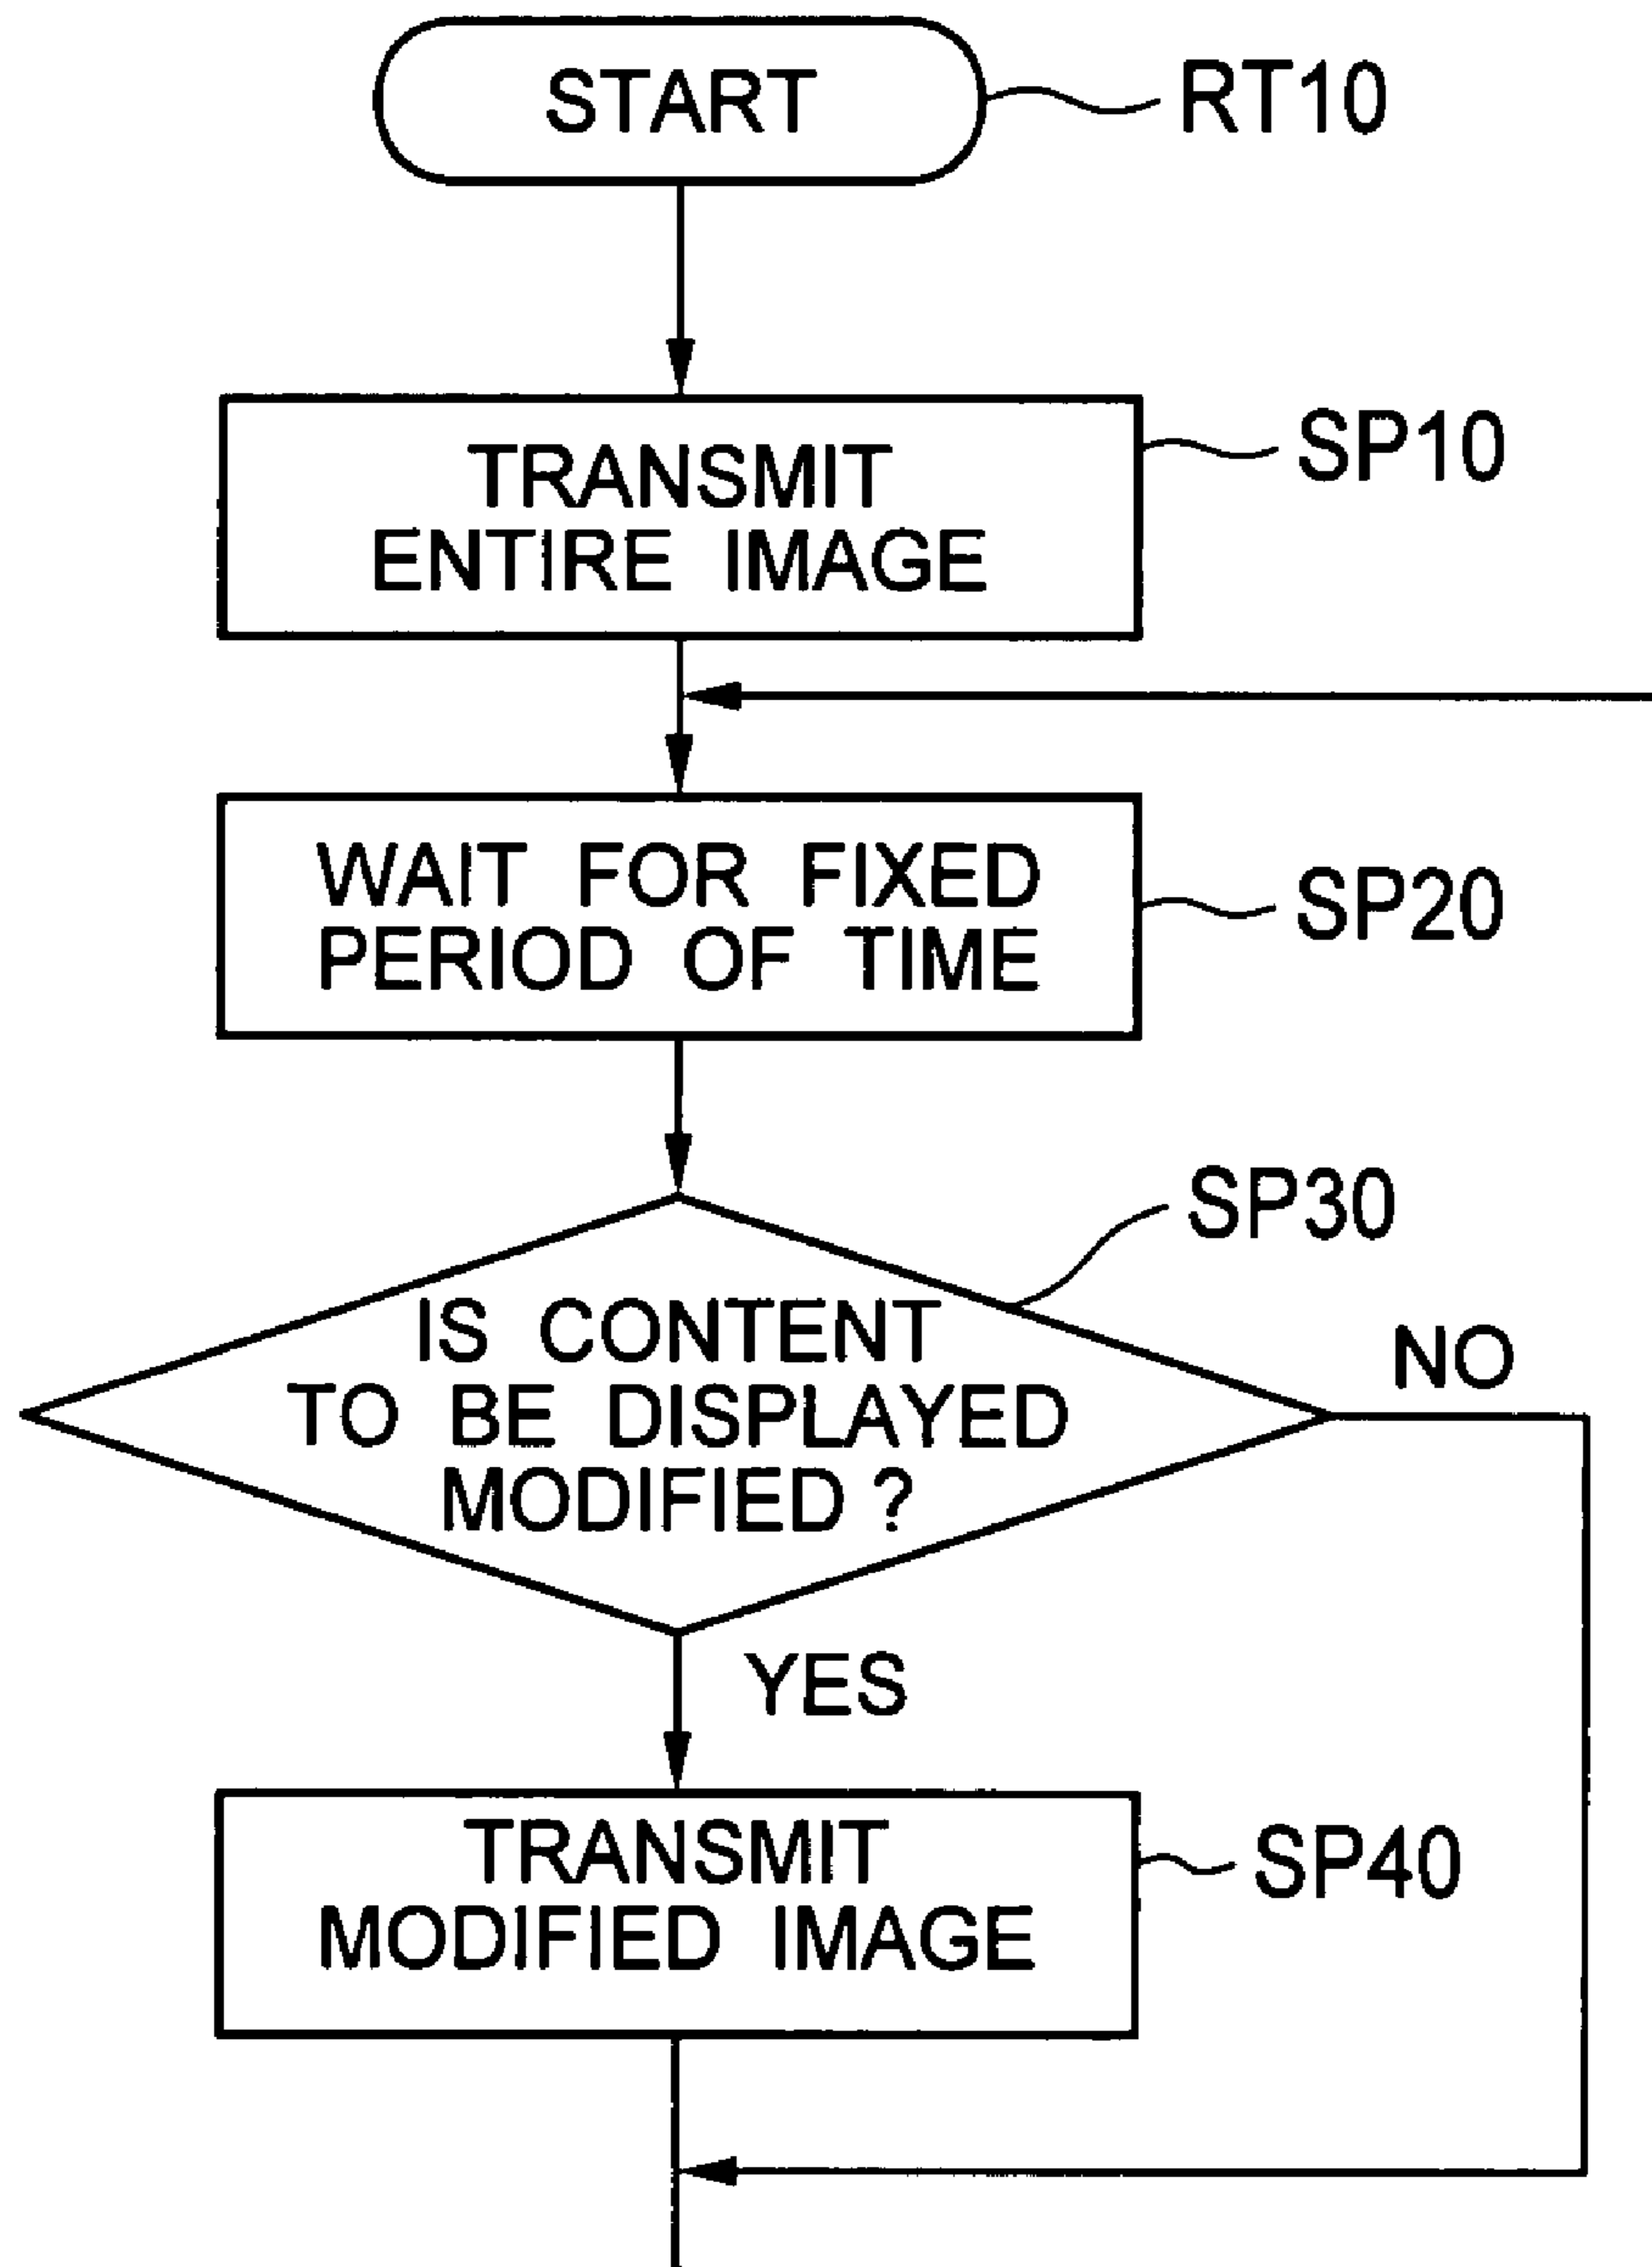 START
RT10
TRANSMIT
ENTIRE IMAGE
SP10
WAIT FOR FIXED
PERIOD OF TIME
SP20
SP30
IS CONTENT
TO BE DISPLAYED
MODIFIED ?
NO
YES
TRANSMIT
MODIFIED IMAGE
SP40